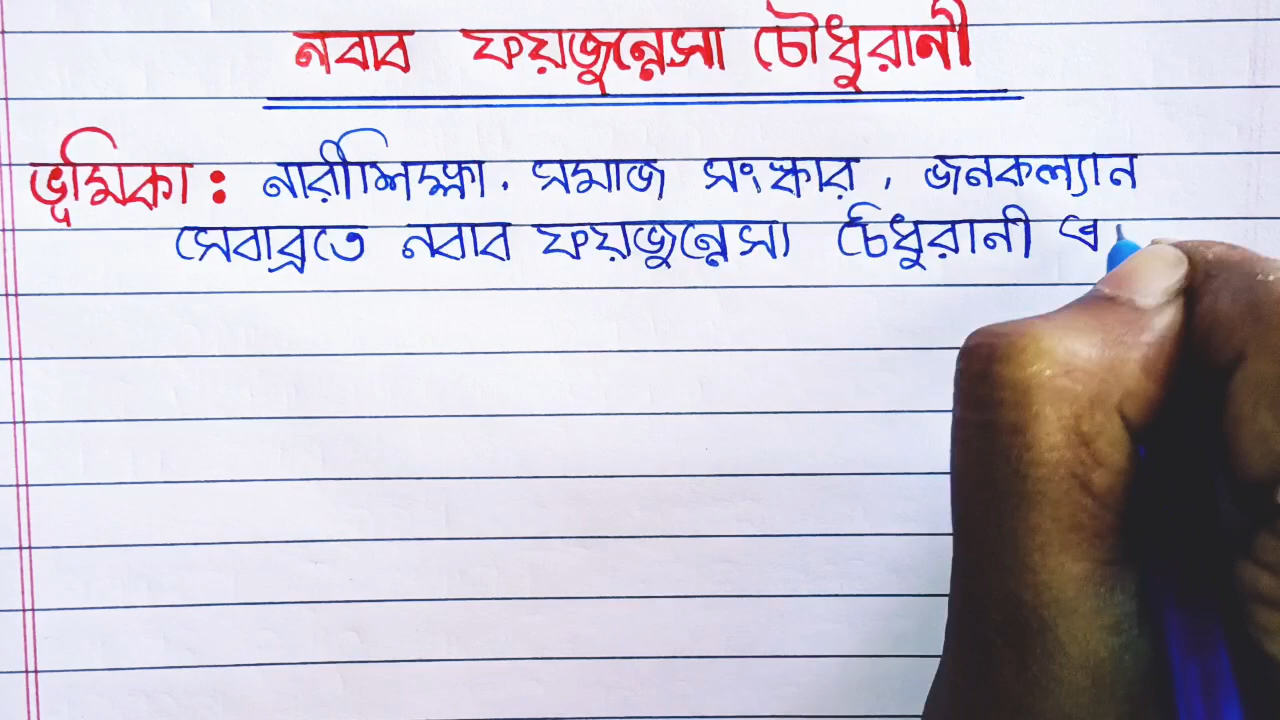 নবাব ফয়জুন্নেসা চৌধুরানী
ভূমিকা : নারীশিক্ষা, সমাজ সংস্কার, জনকল্যান
সেবাব্রতে নবাব ফয়জুন্নেসা চৌধুরানী